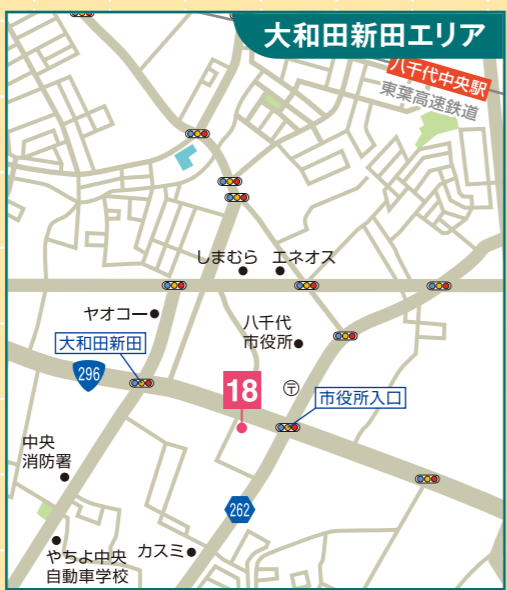 大和田新田エリア
八千代中央駅
東葉高速鉄道
しまむら
エネオス
ヤオコー
八千代
市役所
大和田新田
296
18
〒
市役所入口
中央
消防署
262
カスミ
やちよ中央
自動車学校